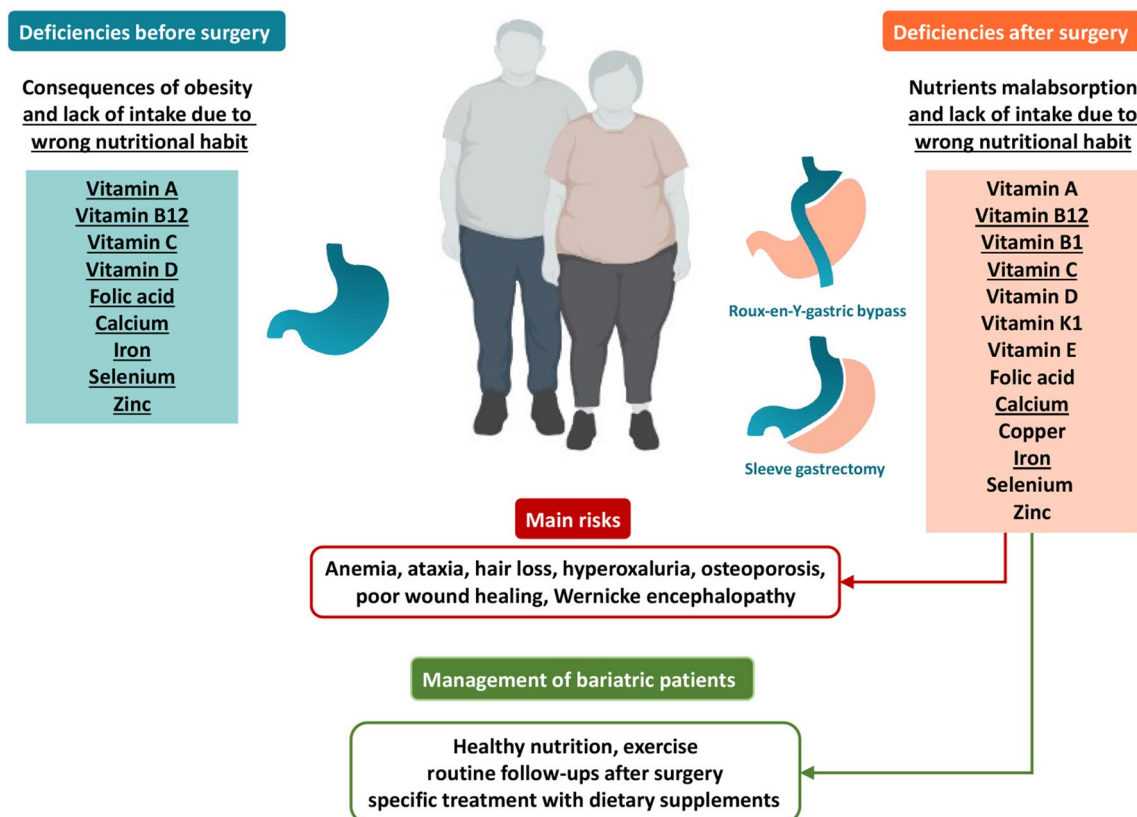 Deficiencies before surgery
Consequences of obesity
and lack of intake due to
wrong nutritional habit
Vitamin A
Vitamin B12
Vitamin C
Vitamin D
Folic acid
Calcium
Iron
Selenium
Zinc
Deficiencies after surgery
Nutrients malabsorption
and lack of intake due to
wrong nutritional habit
Vitamin A
Vitamin B12
Vitamin B1
Vitamin C
Vitamin D
Vitamin K1
Vitamin E
Folic acid
Calcium
Copper
Iron
Selenium
Zinc
Roux-en-Y-gastric bypass
Sleeve gastrectomy
Main risks
Anemia, ataxia, hair loss, hyperoxaluria, osteoporosis,
poor wound healing, Wernicke encephalopathy
Management of bariatric patients
Healthy nutrition, exercise
routine follow-ups after surgery
specific treatment with dietary supplements